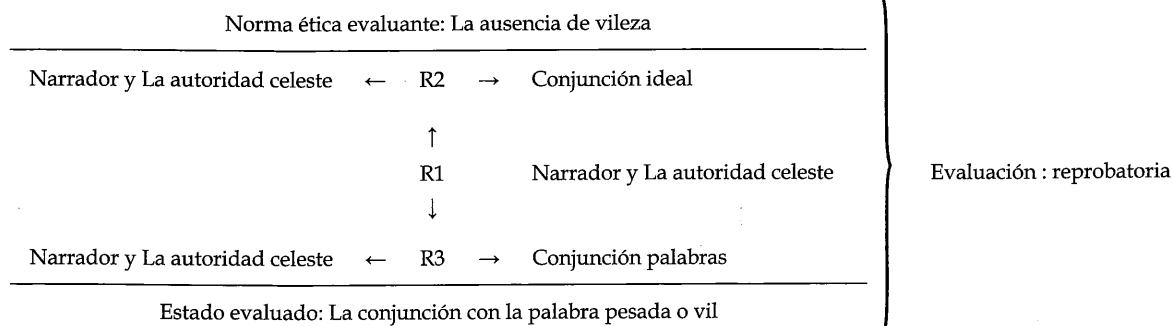 Norma ética evaluante: La ausencia de vileza
Narrador y La autoridad celeste ← R2 → Conjunción ideal
↑
R1 Narrador y La autoridad celeste
↓
Narrador y La autoridad celeste ← R3 → Conjunción palabras
Estado evaluado: La conjunción con la palabra pesada o vil
Evaluación : reprobatoria